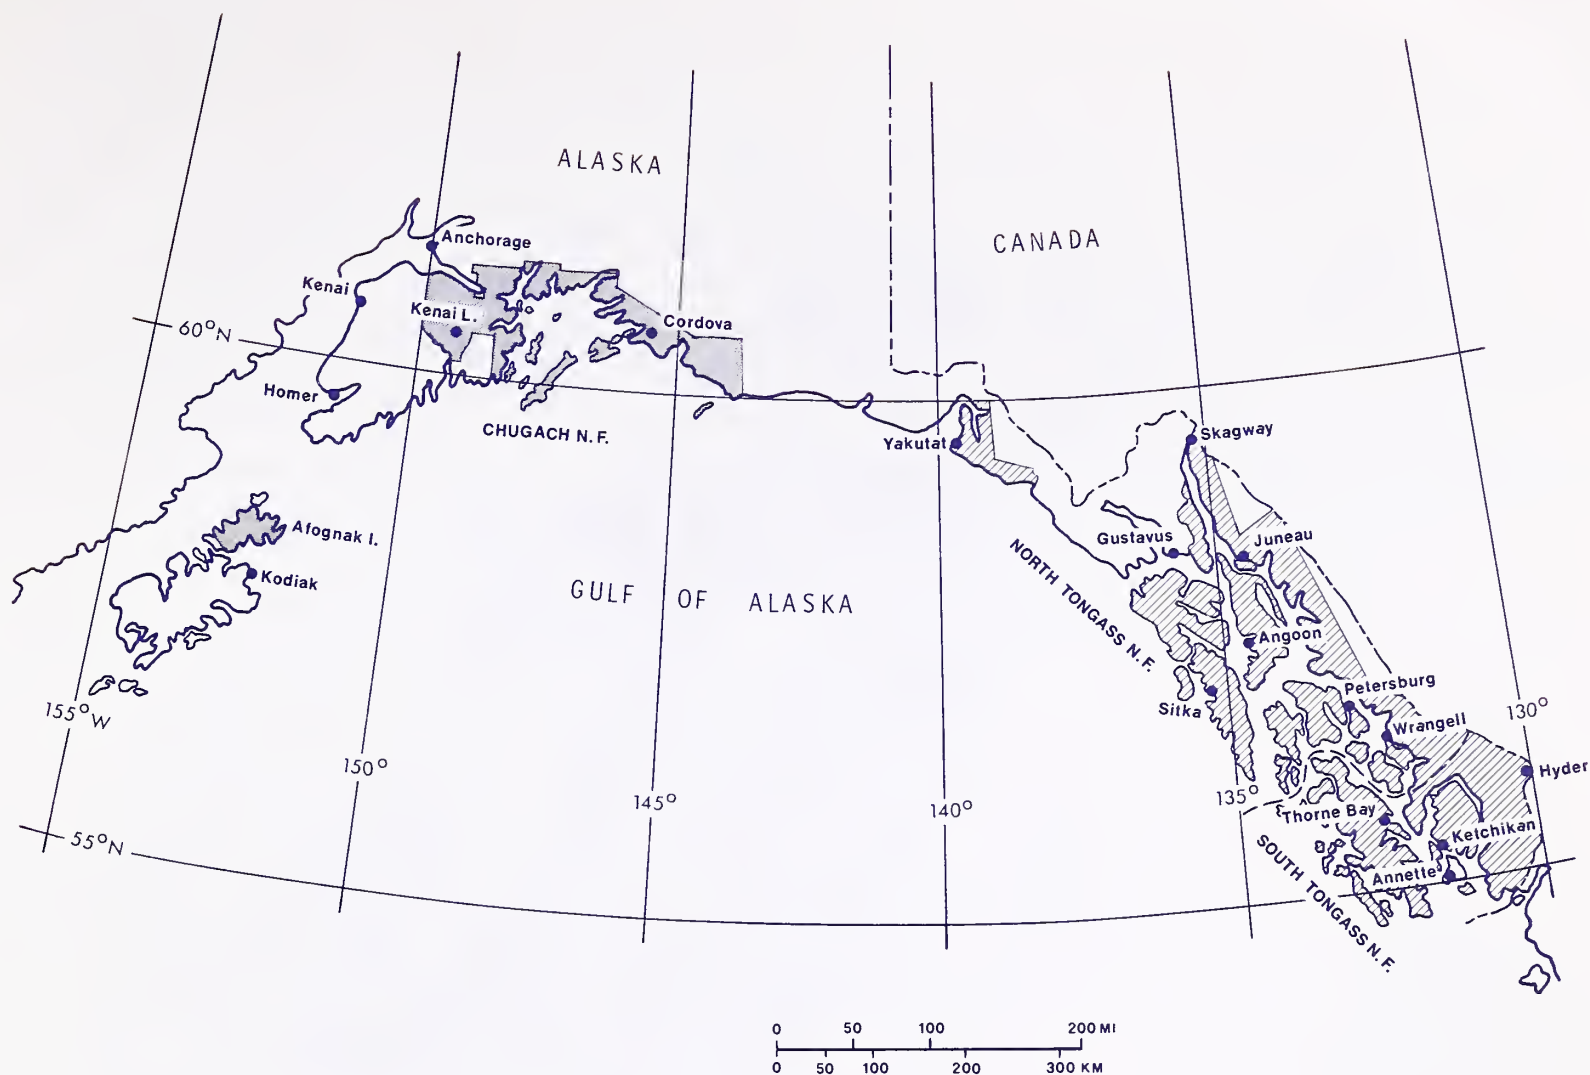 ALASKA
CANADA
Anchorage
Kenai
Kenai L.
Cordova
60°N
Homer
CHUGACH N.F.
Yakutat
Skagway
Afognak I.
Gustavus
Juneau
Kodiak
GULF OF ALASKA
NORTH TONGASS N.F.
Angoon
Petersburg
Sitka
155°W
130°
Wrangell
150°
Hyder
145°
140°
135°
Thorne Bay
Ketchikan
55°N
SOUTH TONGASS N.F.
Annette
0 50 100 200 MI
0 50 100 200 300 KM